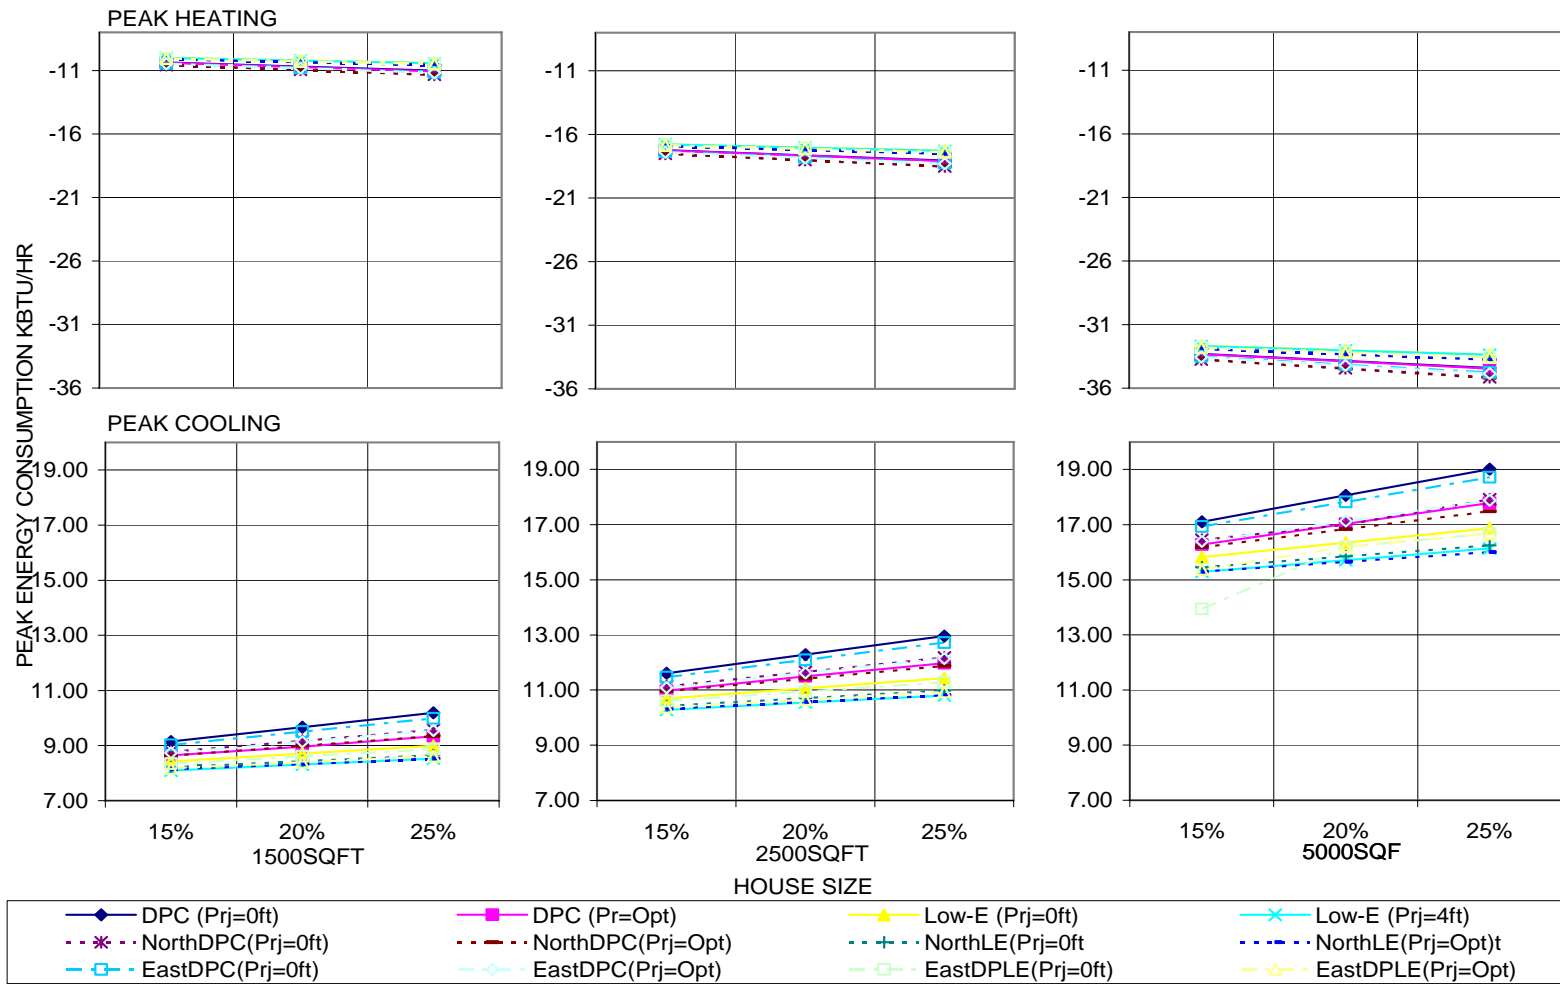 PEAK HEATING
-11 -11 -11
-16 -16 -16
-21 -21 -21
-26 -26 -26
-31 -31 -31
-36 -36 -36
PEAK ENERGY CONSUMPTION KBTU/HR
PEAK COOLING
19.00 19.00 19.00
17.00 17.00 17.00
15.00 15.00 15.00
13.00 13.00 13.00
11.00 11.00 11.00
9.00 9.00 9.00
7.00 7.00 7.00
15% 20% 25% 15% 20% 25% 15% 20% 25%
1500SQFT 2500SQFT 5000SQF
HOUSE SIZE
DPC (Prj=0ft) DPC (Pr=Opt) Low-E (Prj=0ft) Low-E (Prj=4ft)
NorthDPC(Prj=0ft) NorthDPC(Prj=Opt) NorthLE(Prj=0ft NorthLE(Prj=Opt)t
EastDPC(Prj=0ft) EastDPC(Prj=Opt) EastDPLE(Prj=0ft) EastDPLE(Prj=Opt)